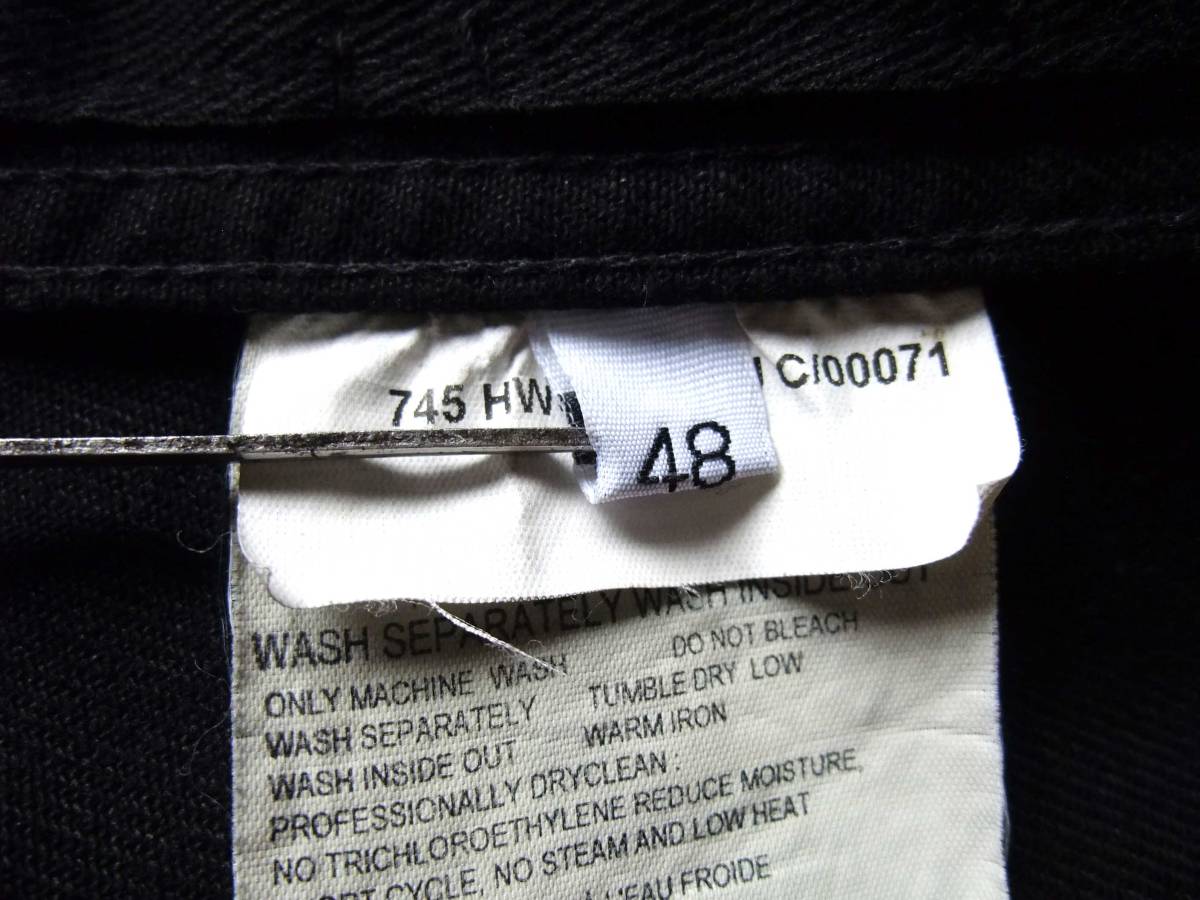 745 HW C/00071
48
WASH SEPARATELY WASH INSIDE OUT
ONLY MACHINE WASH DO NOT BLEACH
WASH SEPARATELY TUMBLE DRY LOW
WASH INSIDE OUT WARM IRON
PROFESSIONALLY DRYCLEAN :
NO TRICHLOROETHYLENE REDUCE MOISTURE,
CYCLE, NO STEAM AND LOW HEAT
L'EAU FROIDE